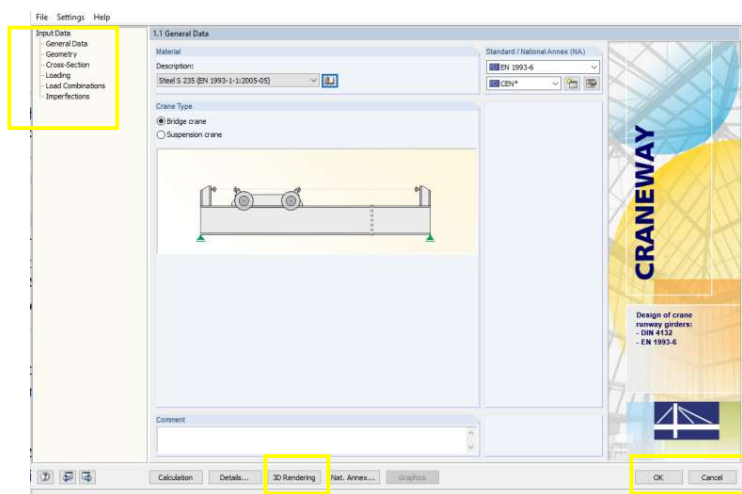 File Settings Help
Input Data
General Data
Geometry
Cross-Section
Loading
Load Combinations
Imperfections
1.1 General Data
Material
Description:
Steel S 235 (EN 1993-1-1:2005-05)
Standard / National Annex (NA)
EN 1993-6
CEN*
Crane Type
Bridge crane
Suspension crane
CRANEWAY
Design of crane
runway girders:
- DIN 4132
- EN 1993-6
Comment
Calculation Details... 3D Rendering Nat. Annex... Graphics OK Cancel